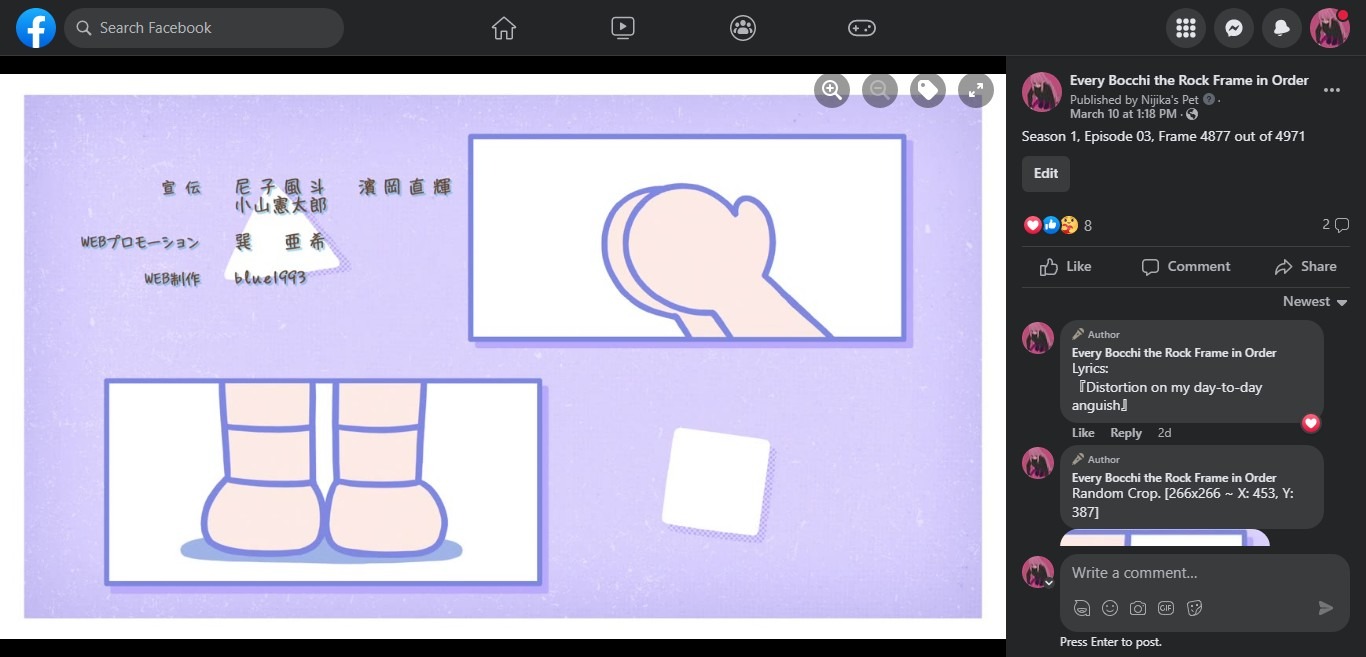 Search Facebook
宣伝 尼子風斗 濱岡直輝
小山憲太郎
WEBプロモーション 巽 亜希
WEB制作 blue1993
Every Bocchi the Rock Frame in Order
Published by Nijika's Pet ·
March 10 at 1:18 PM ·
Season 1, Episode 03, Frame 4877 out of 4971
Edit
8
2
Like Comment Share
Newest
Author
Every Bocchi the Rock Frame in Order
Lyrics:
『Distortion on my day-to-day
anguish』
Like Reply 2d
Author
Every Bocchi the Rock Frame in Order
Random Crop. [266x266 ~ X: 453, Y:
387]
Write a comment...
GIF
Press Enter to post.